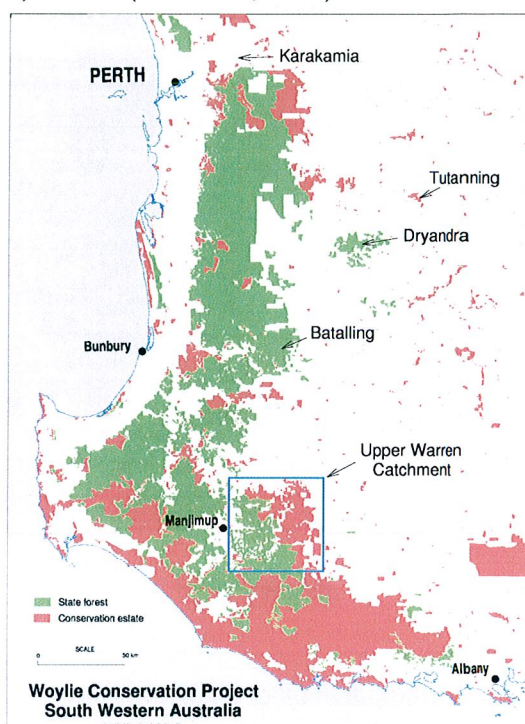 Karakamia
PERTH
Tutanning
Dryandra
Batalling
Bunbury
Upper Warren
Catchment
Manjimup
State forest
Conservation estate
SCALE
0
50 km
Albany
Woylie Conservation Project
South Western Australia